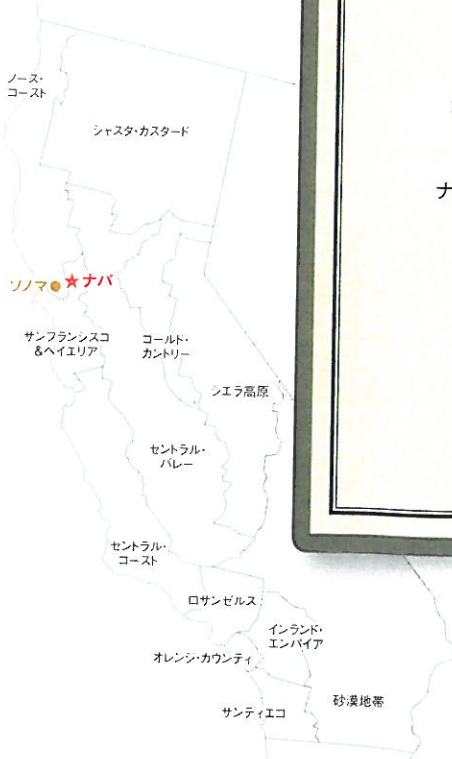 ノース・
コースト
シャスタ・カスタード
ナ
ソノマ
ナパ
サンフランシスコ
&ベイエリア
コールド・
カントリー
シエラ高原
セントラル・
バレー
セントラル・
コースト
ロサンゼルス
インランド・
エンパイア
オレンジ・カウンティ
サンティエコ
砂漠地帯